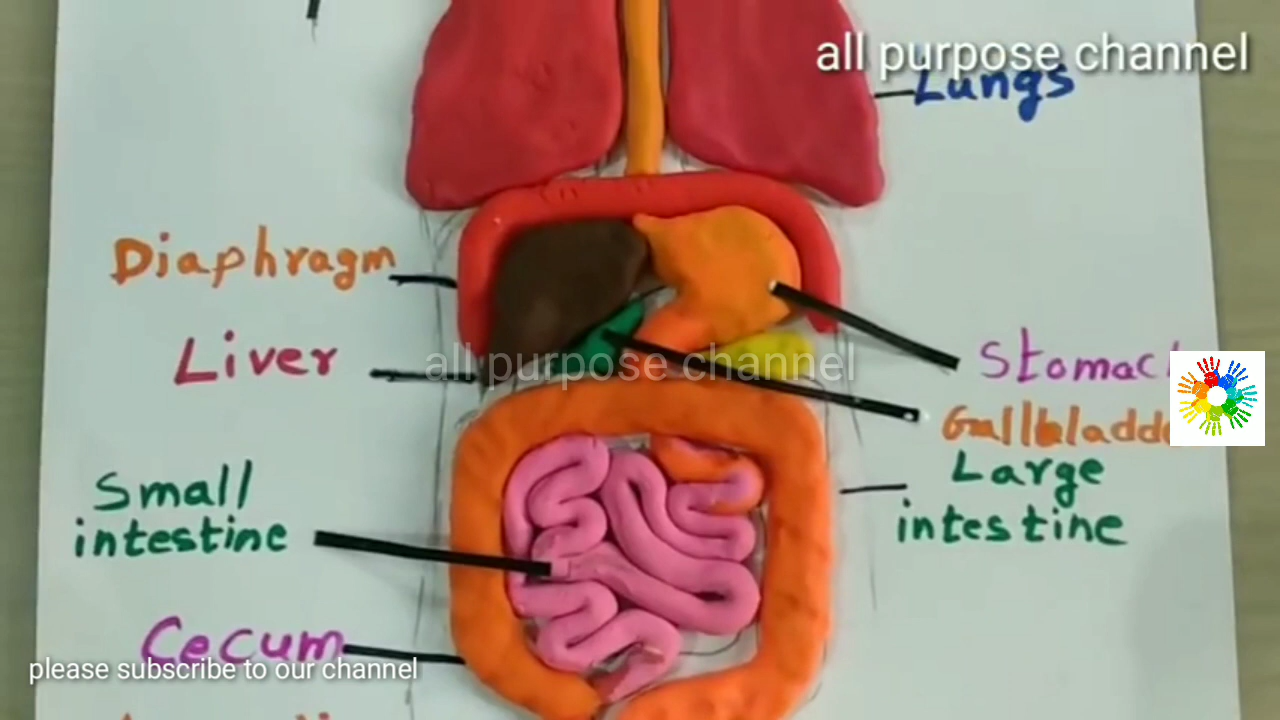 all purpose channel
Lungs
Diaphragm
Liver
all purpose channel
Stomach
Gallbladde
Large
intestine
Small
intestine
Cecum
please subscribe to our channel